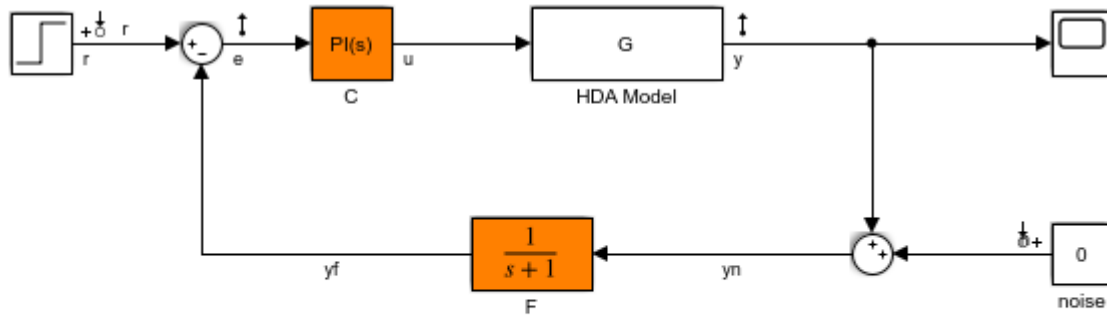 r
r
+
-
e
PI(s)
C
u
G
HDA Model
y
+
+
+
0
noise
yn
1
s + 1
F
yf